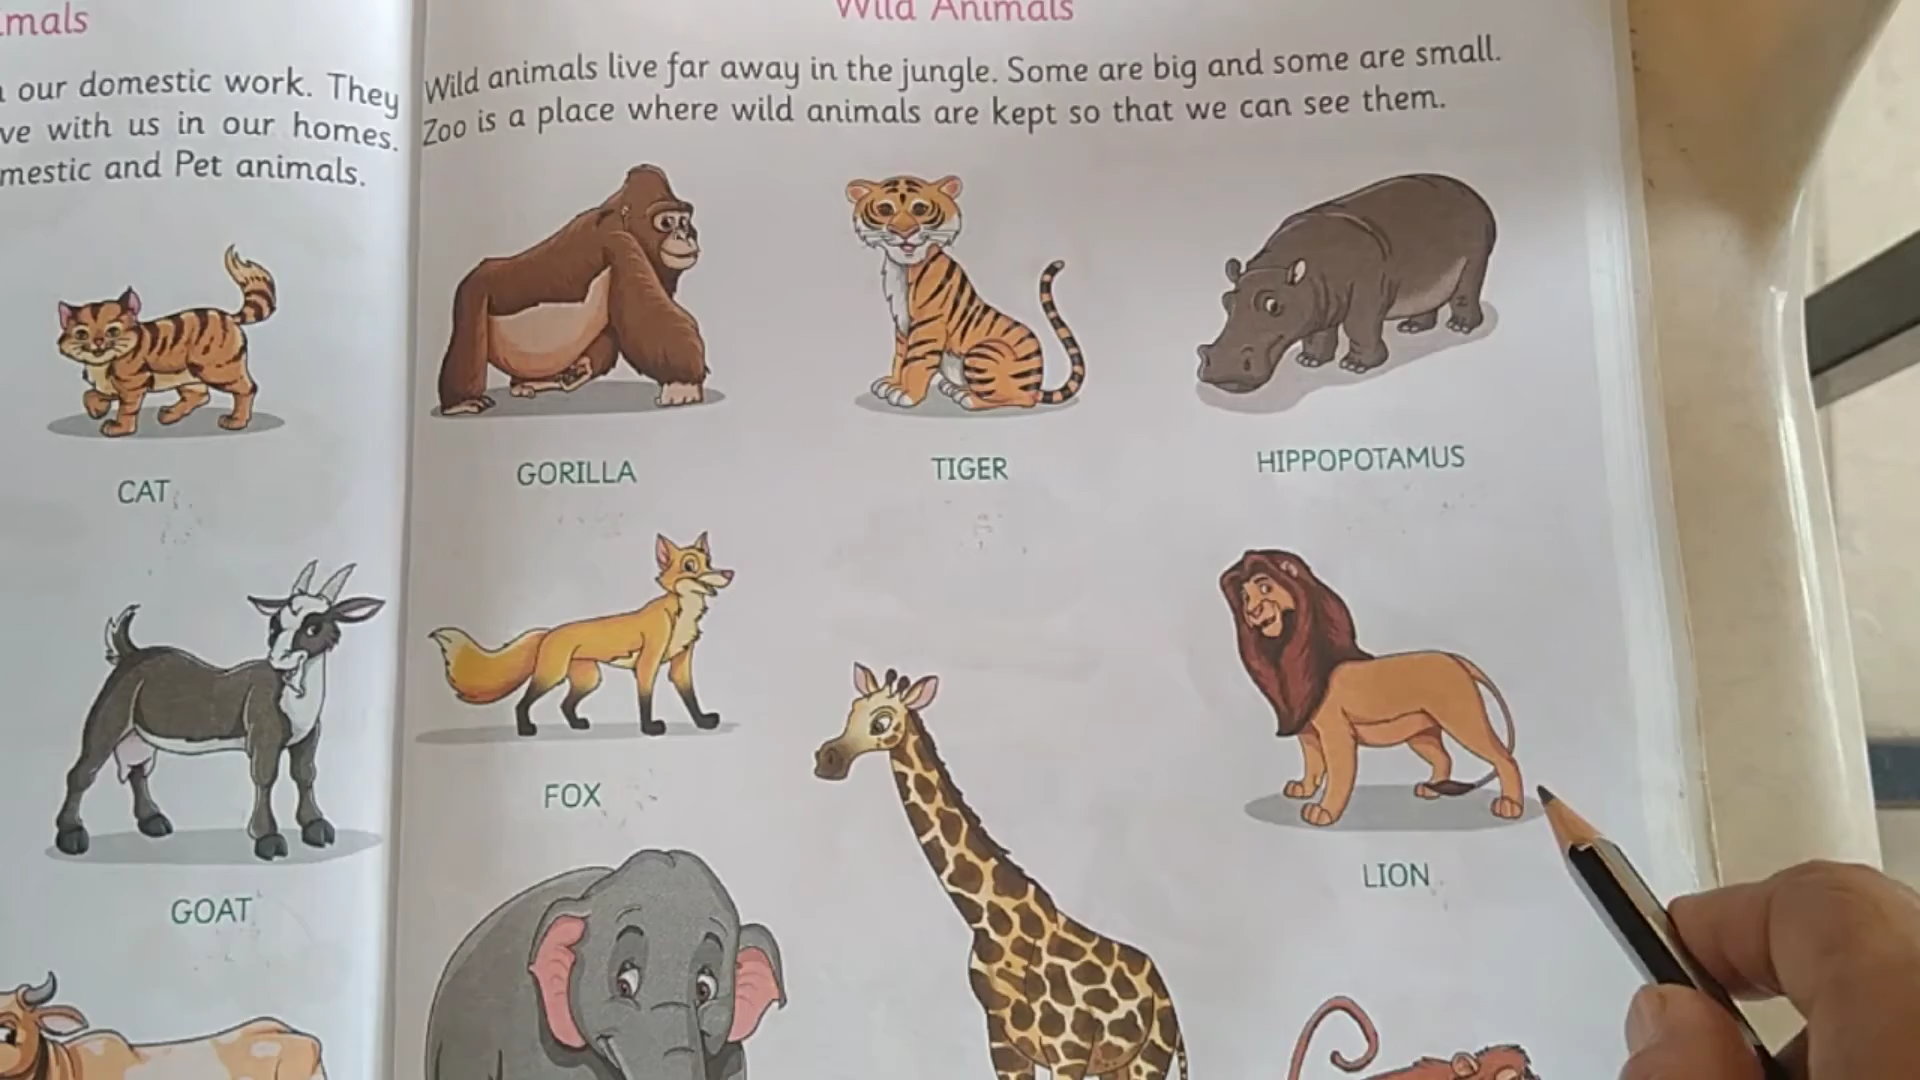 mals
our domestic work. They
ve with us in our homes.
mestic and Pet animals.
CAT
GOAT
Wild Animals
Wild animals live far away in the jungle. Some are big and some are small.
Zoo is a place where wild animals are kept so that we can see them.
GORILLA
TIGER
HIPPOPOTAMUS
FOX
LION